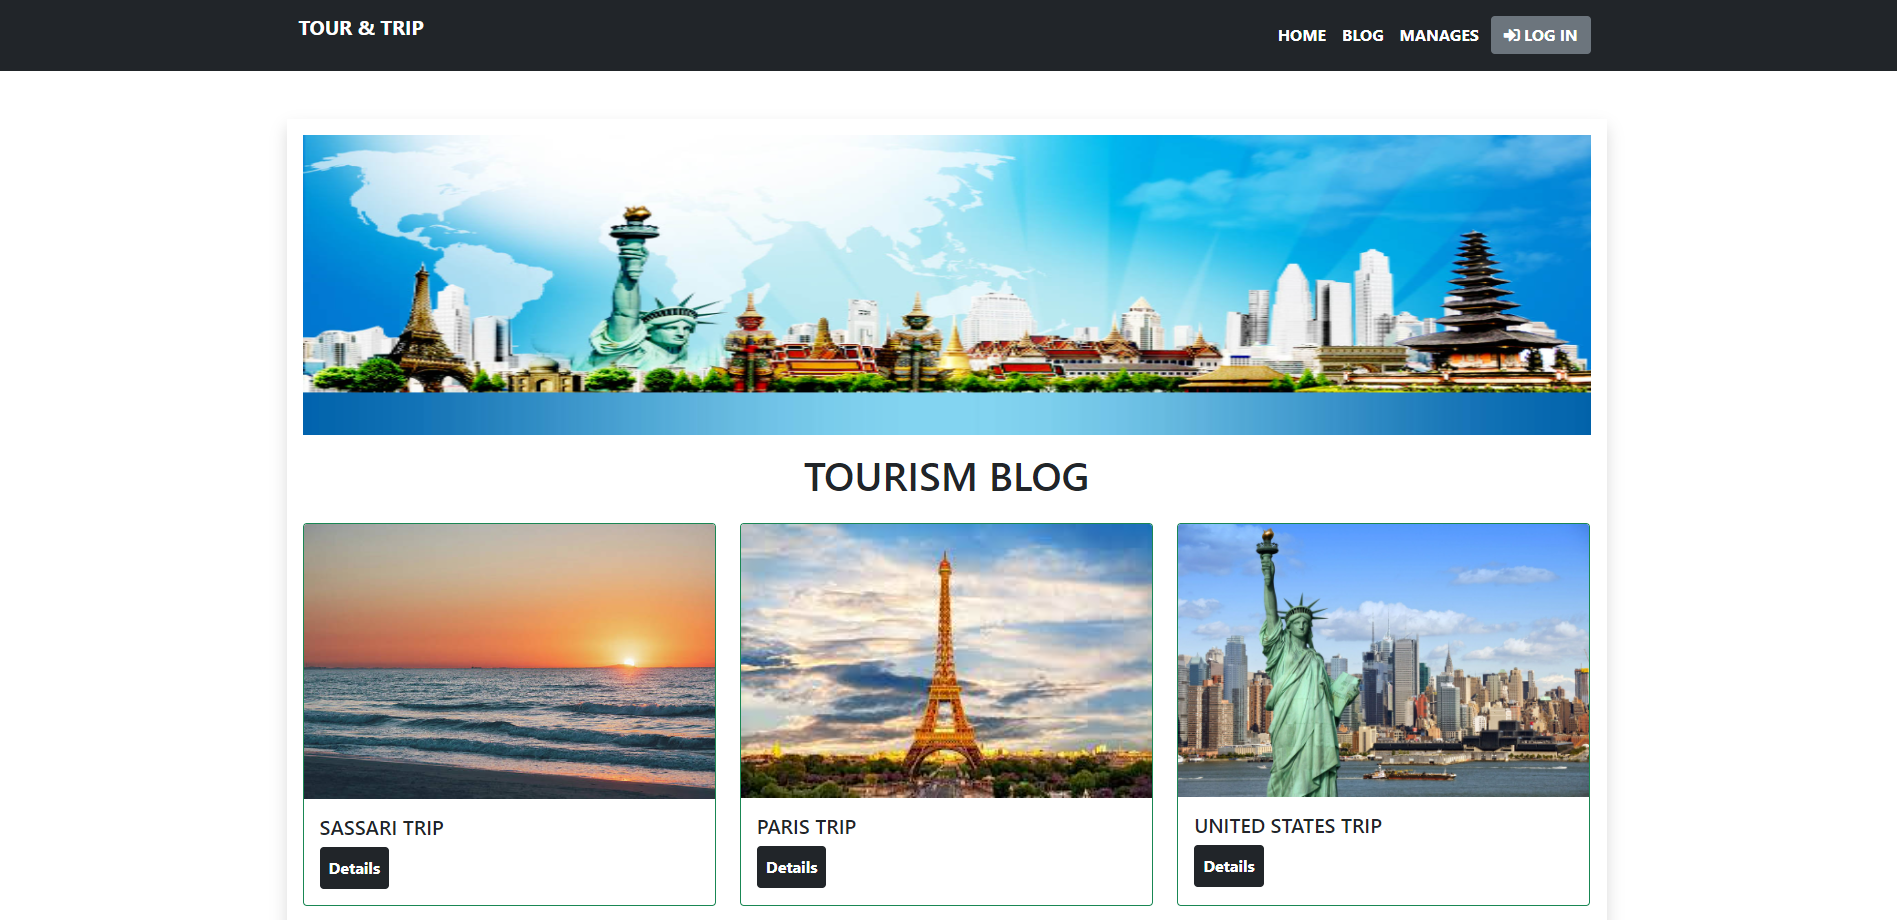 TOUR & TRIP
HOME BLOG MANAGES LOG IN
TOURISM BLOG
SASSARI TRIP
Details
PARIS TRIP
Details
UNITED STATES TRIP
Details